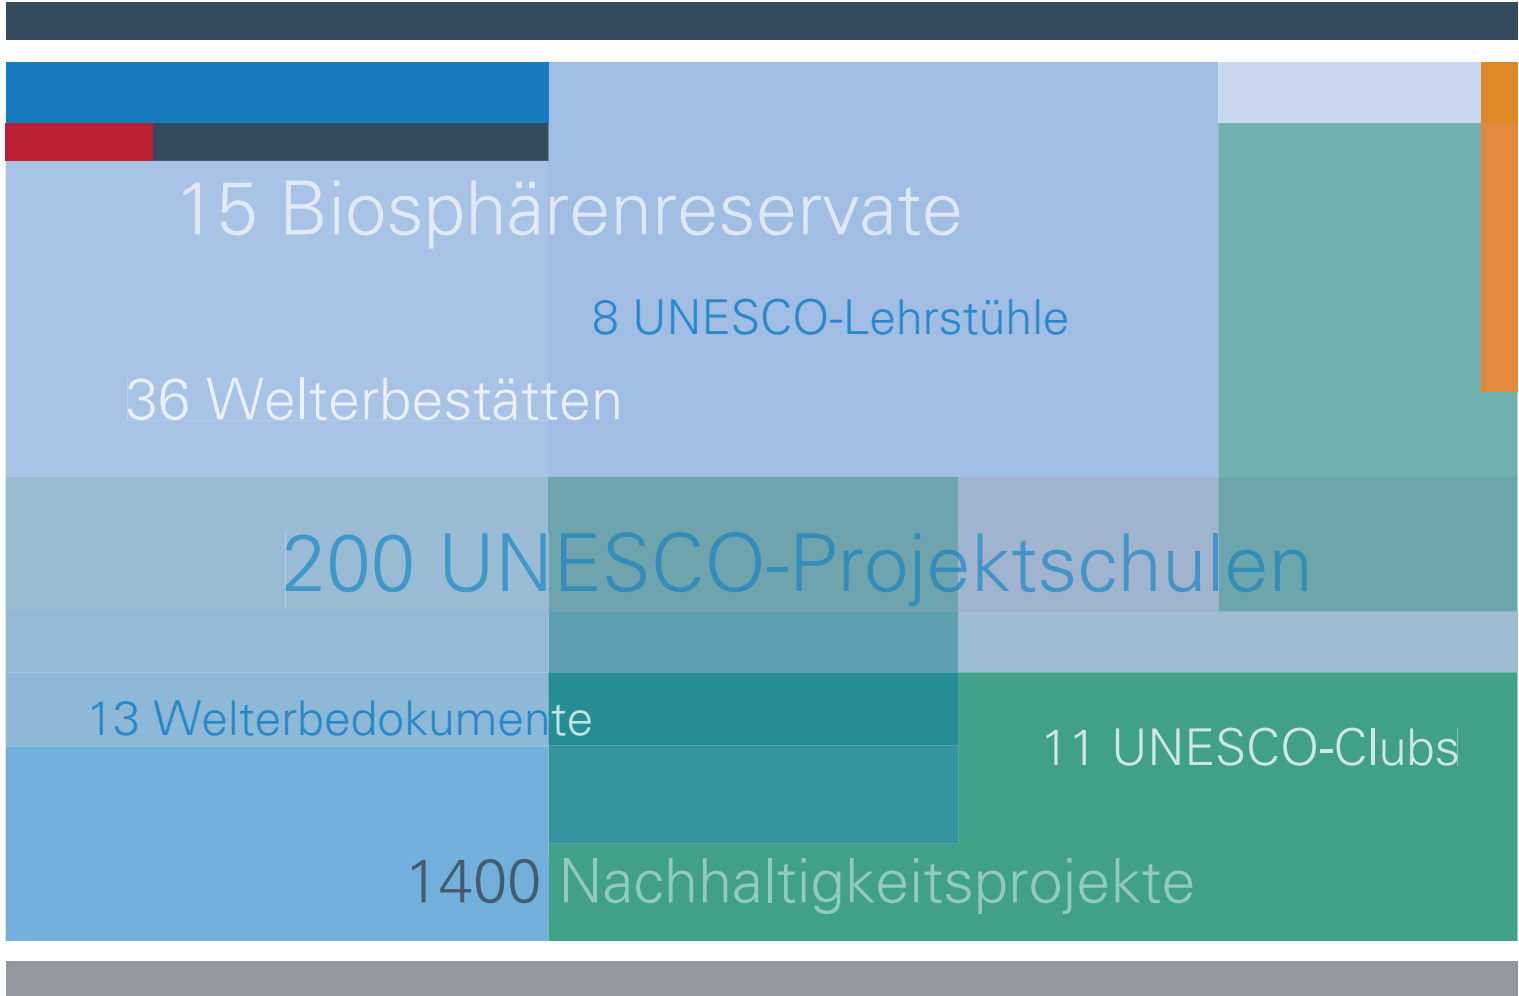 15 Biosphärenreservate
8 UNESCO-Lehrstühle
36 Welterbestätten
200 UNESCO-Projektschulen
13 Welterbedokumente
11 UNESCO-Clubs
1400 Nachhaltigkeitsprojekte